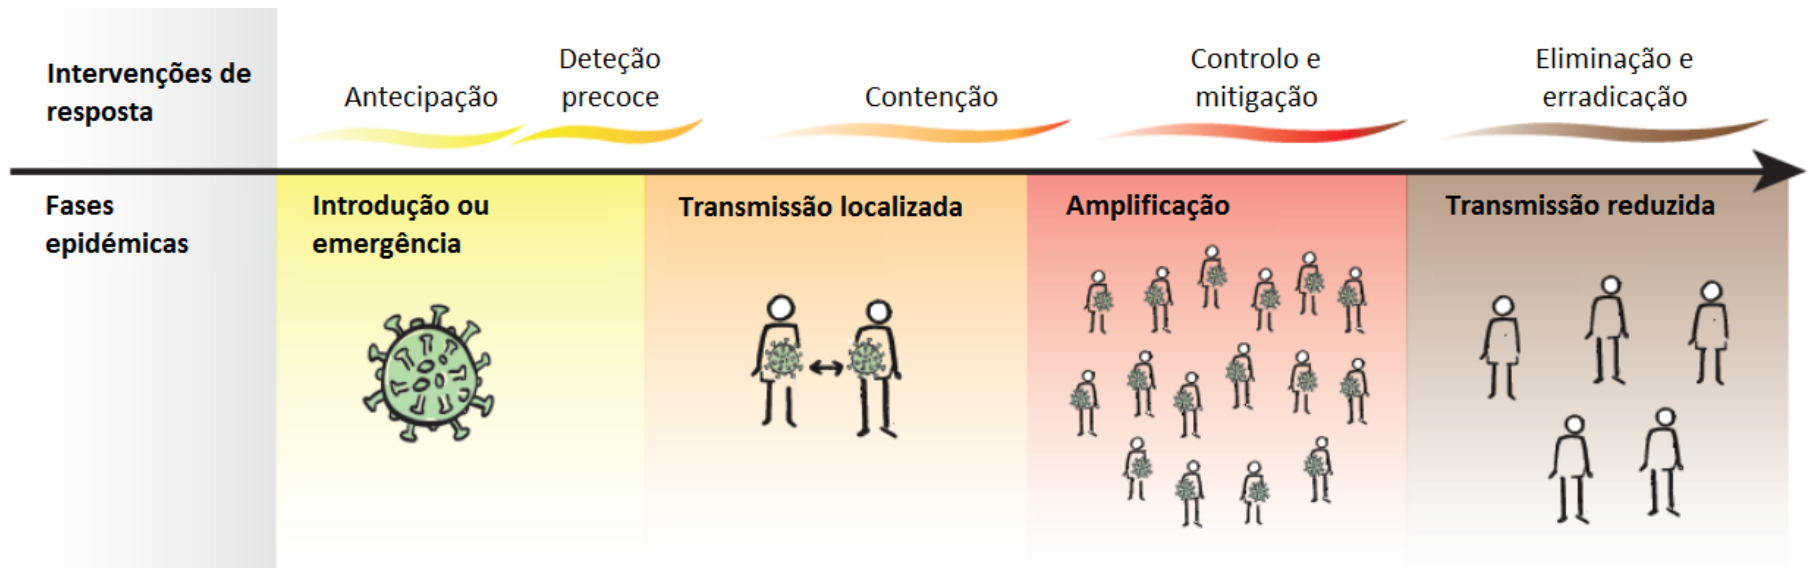 Intervenções de
resposta
Antecipação
Deteção
precoce
Contenção
Controlo e
mitigação
Eliminação e
erradicação
Fases
epidémicas
Introdução ou
emergência
Transmissão localizada
Amplificação
Transmissão reduzida